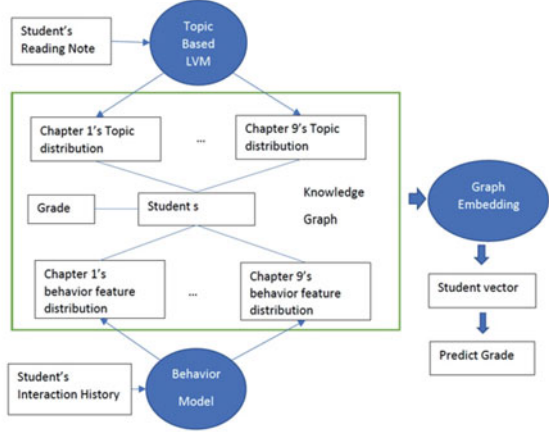 Student's
Reading Note
Topic
Based
LVM
Chapter 1's Topic
distribution
...
Chapter 9's Topic
distribution
Grade
Student s
Knowledge
Graph
Graph
Embedding
Chapter 1's
behavior feature
distribution
...
Chapter 9's
behavior feature
distribution
Student vector
Predict Grade
Student's
Interaction History
Behavior
Model